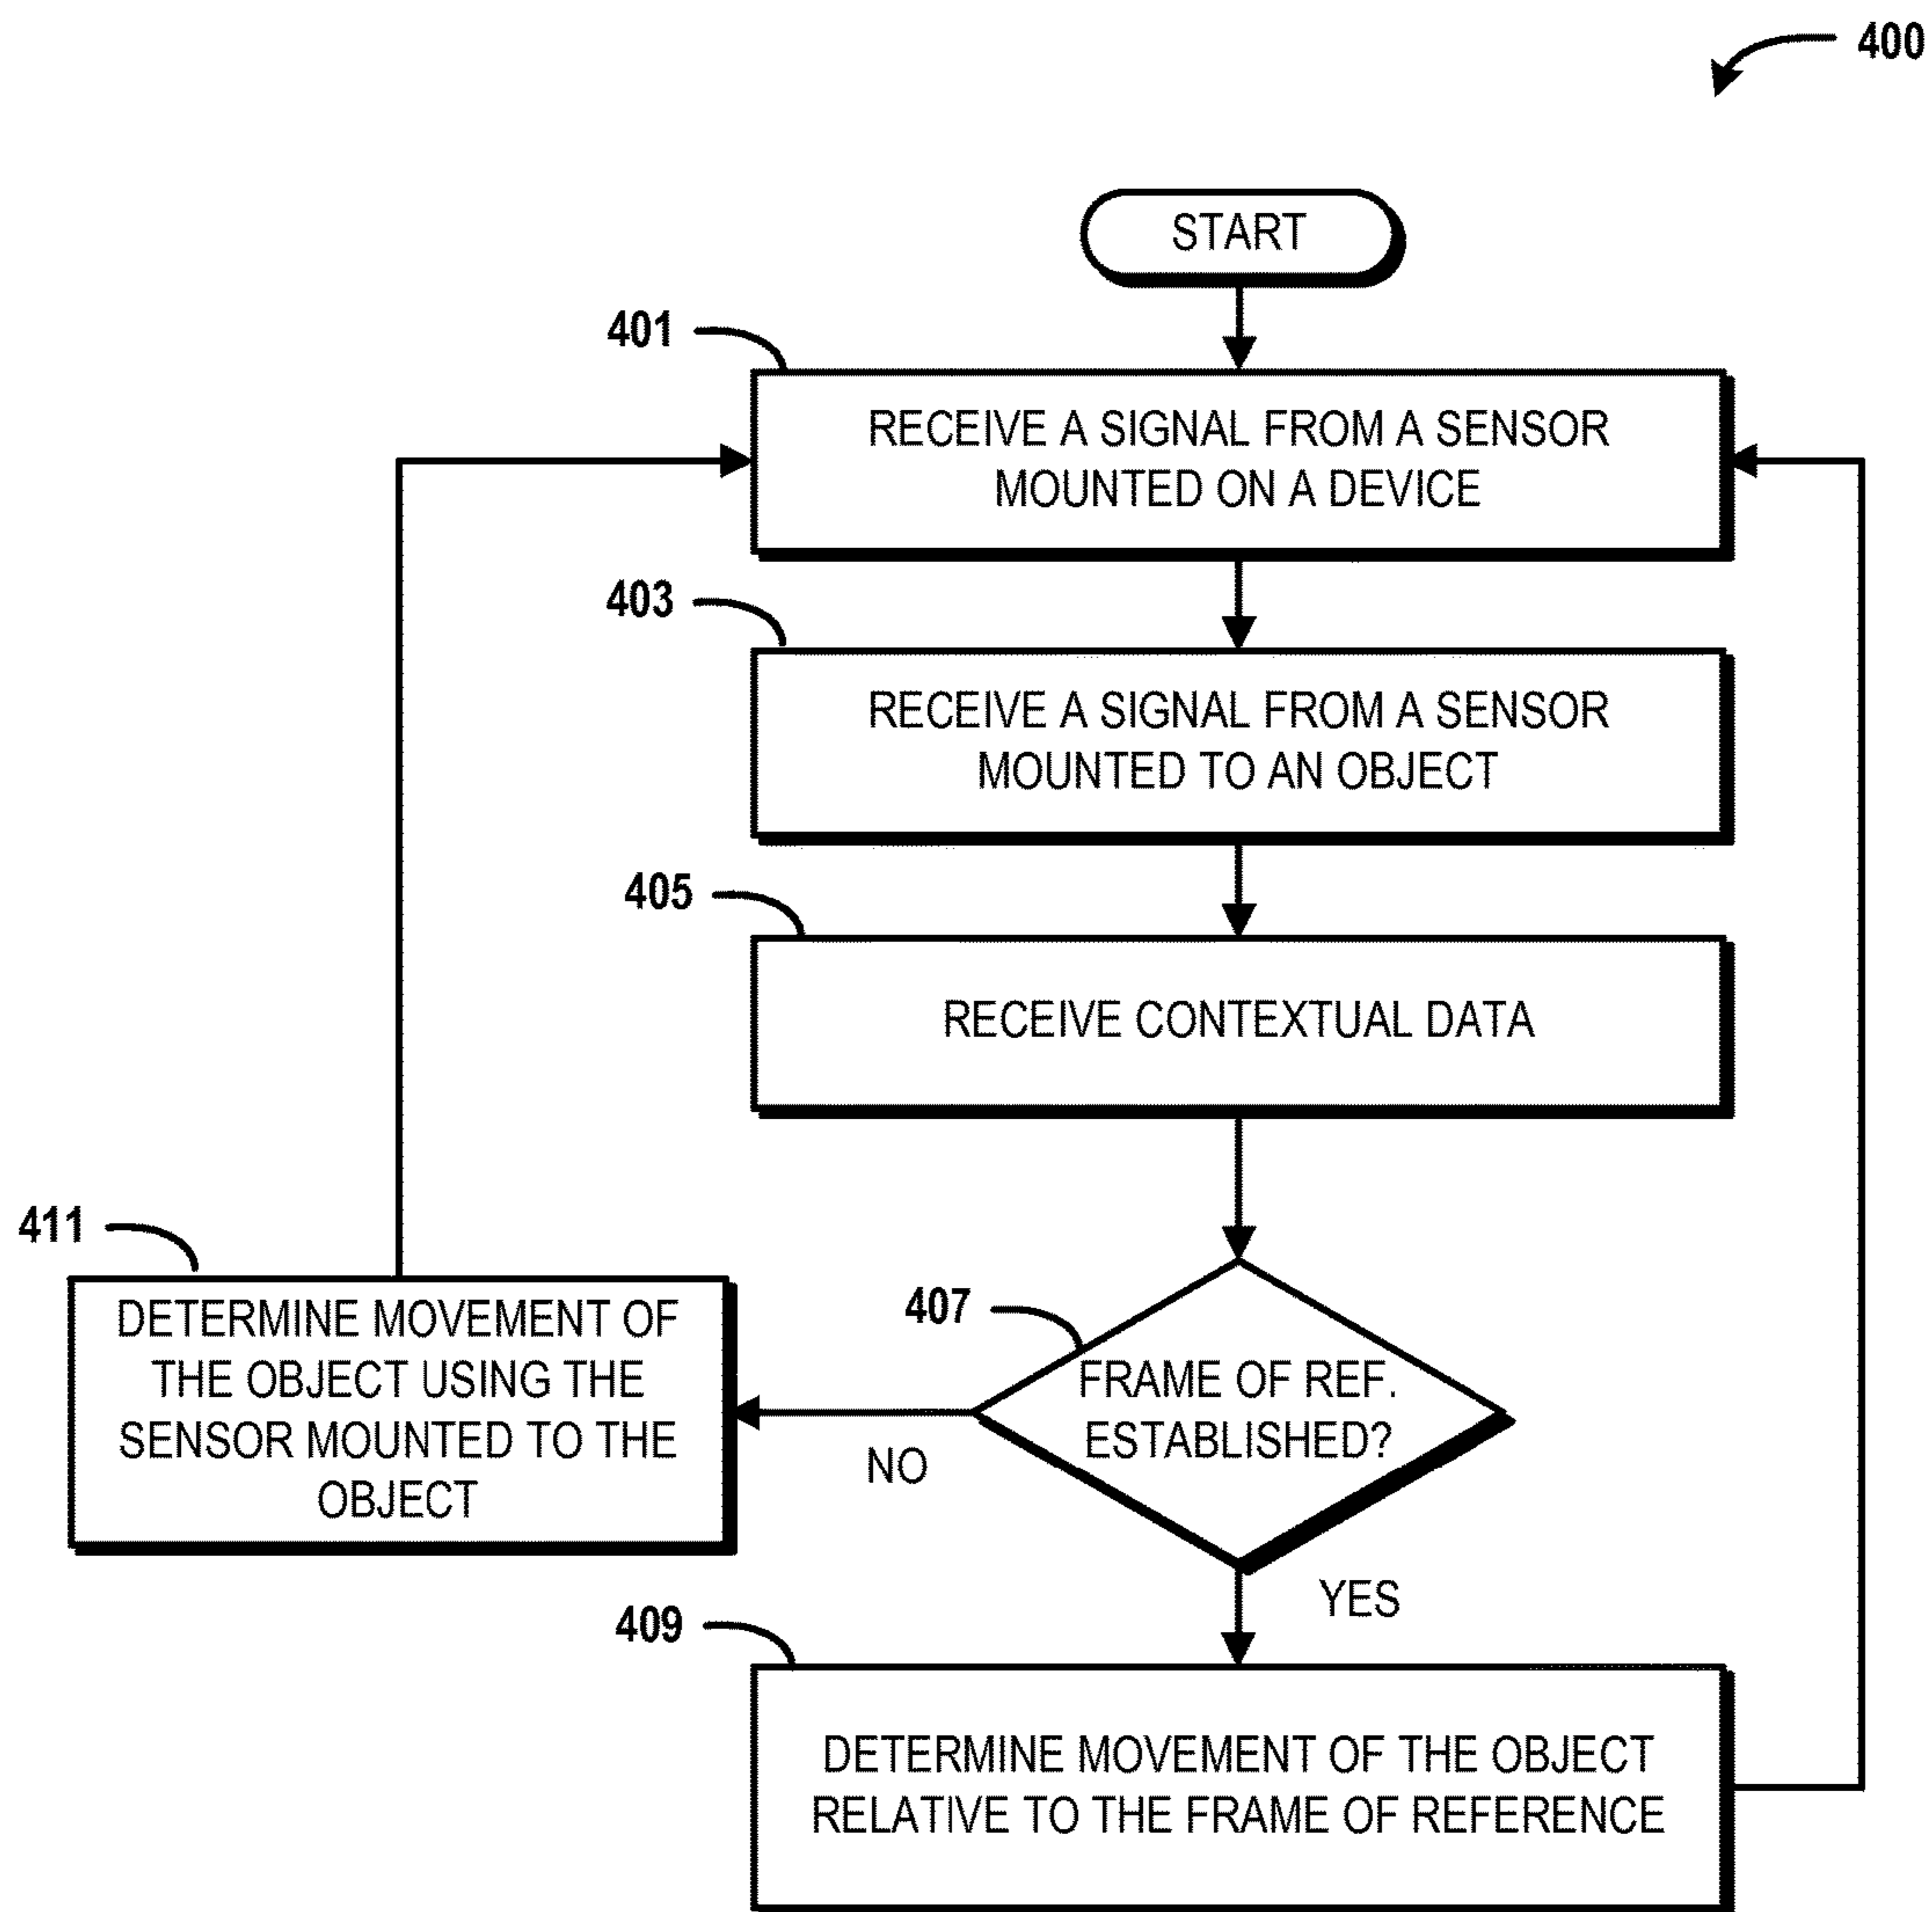 400
START
401
RECEIVE A SIGNAL FROM A SENSOR
MOUNTED ON A DEVICE
403
RECEIVE A SIGNAL FROM A SENSOR
MOUNTED TO AN OBJECT
405
RECEIVE CONTEXTUAL DATA
407
FRAME OF REF.
ESTABLISHED?
NO
411
DETERMINE MOVEMENT OF
THE OBJECT USING THE
SENSOR MOUNTED TO THE
OBJECT
YES
409
DETERMINE MOVEMENT OF THE OBJECT
RELATIVE TO THE FRAME OF REFERENCE